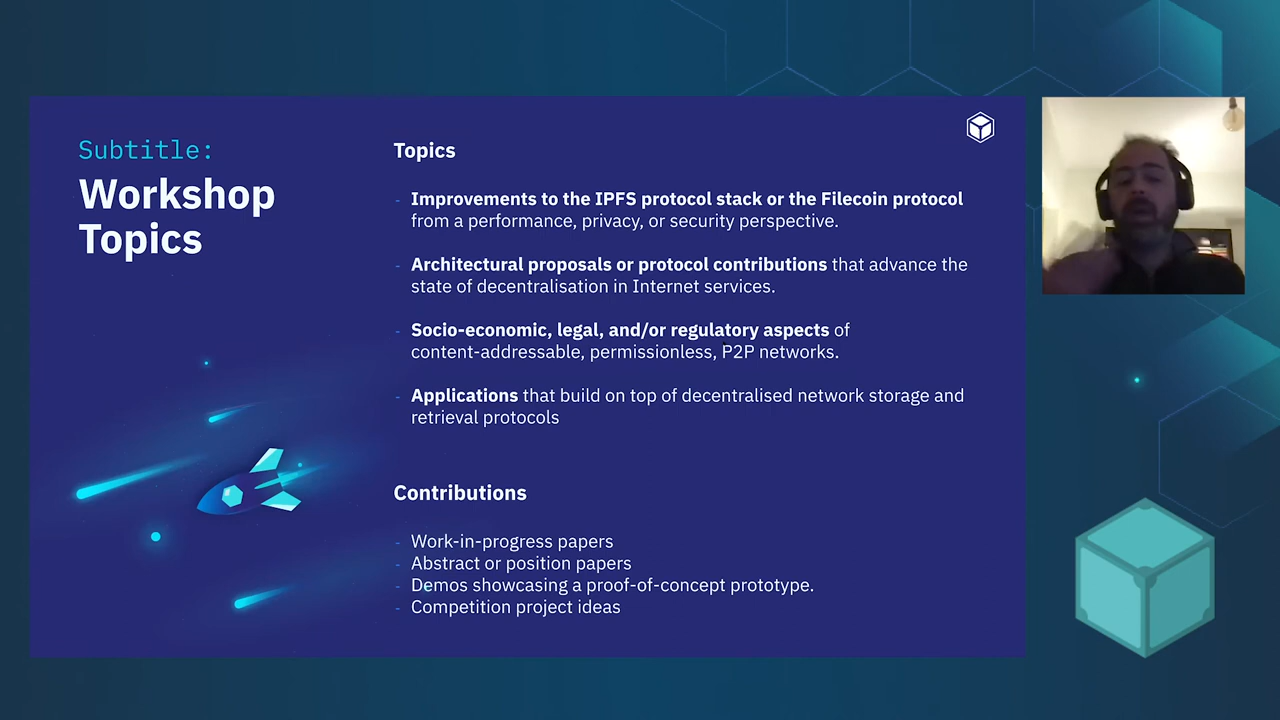 Subtitle:
Workshop
Topics
Topics
- Improvements to the IPFS protocol stack or the Filecoin protocol
from a performance, privacy, or security perspective.
- Architectural proposals or protocol contributions that advance the
state of decentralisation in Internet services.
- Socio-economic, legal, and/or regulatory aspects of
content-addressable, permissionless, P2P networks.
- Applications that build on top of decentralised network storage and
retrieval protocols
Contributions
- Work-in-progress papers
- Abstract or position papers
- Demos showcasing a proof-of-concept prototype.
- Competition project ideas